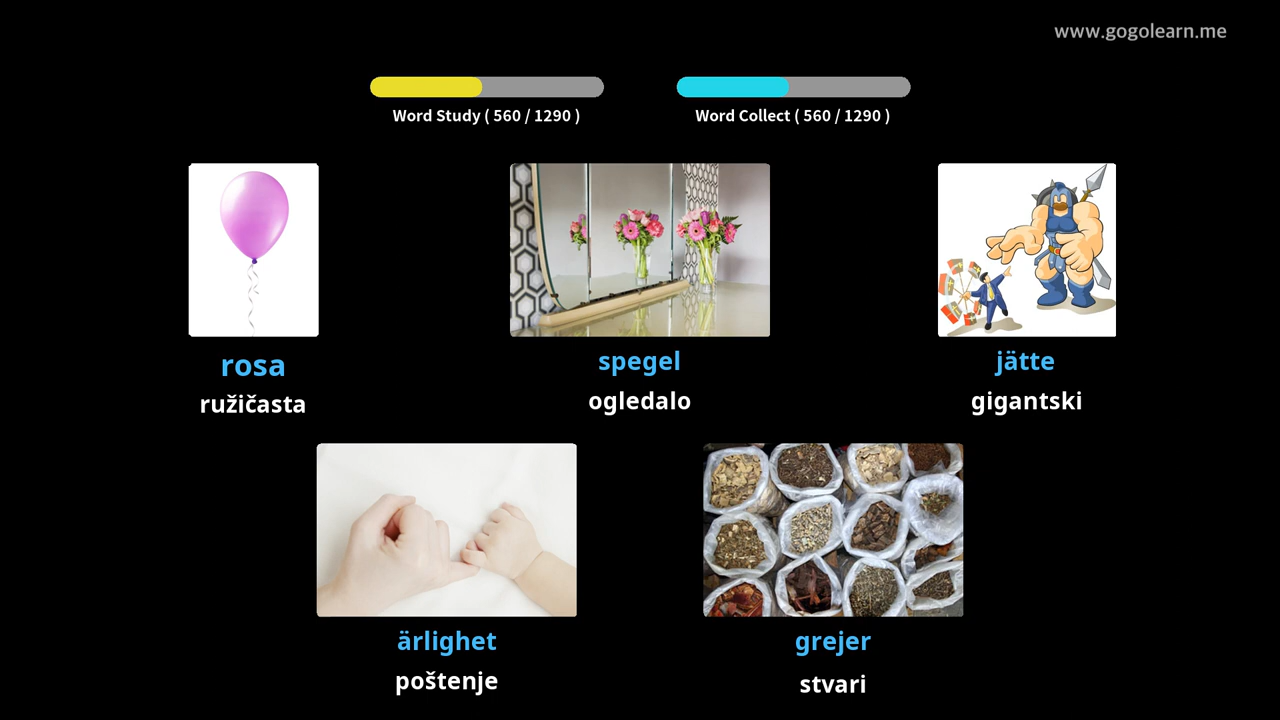 www.gogolearn.me
Word Study ( 560 / 1290 )
Word Collect ( 560 / 1290 )
rosa
ružičasta
spegel
ogledalo
jätte
gigantski
ärlighet
poštenje
grejer
stvari